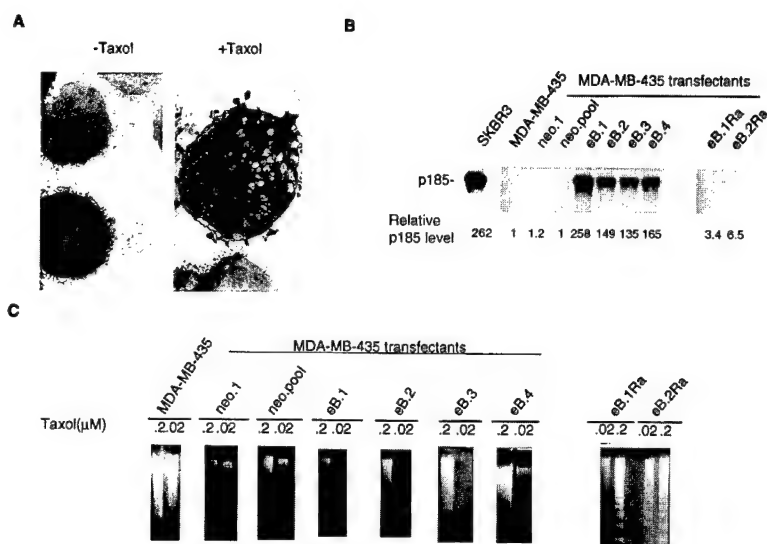 A
-Taxol
+Taxol
B
MDA-MB-435 transfectants
SKBR3
MDA-MB-435
neo.1
neo.pool
eB.1
eB.2
eB.3
eB.4
eB.1Ra
eB.2Ra
p185-
Relative
p185 level
262 1 1.2 1 258 149 135 165 3.4 6.5
C
MDA-MB-435 transfectants
MDA-MB-435
neo.1
neo.pool
eB.1
eB.2
eB.3
eB.4
eB.1Ra
eB.2Ra
Taxol(μM)
.2 .02 .2 .02 .2 .02 .2 .02 .2 .02 .2 .02 .2 .02 .02 .2 .02 .2